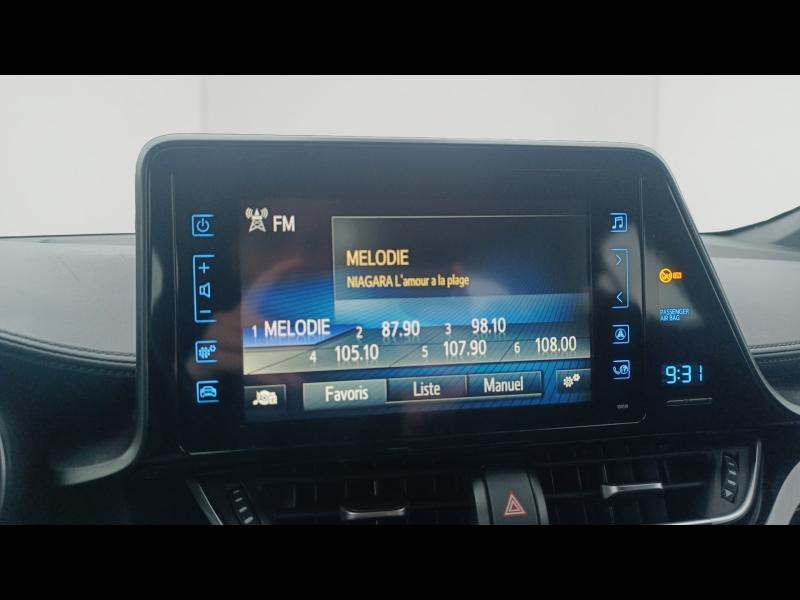 FM
MELODIE
NIAGARA L'amour a la plage
1 MELODIE 2 87.90 3 98.10
4 105.10 5 107.90 6 108.00
Favoris Liste Manuel
PASSENGER
AIR BAG
9:31